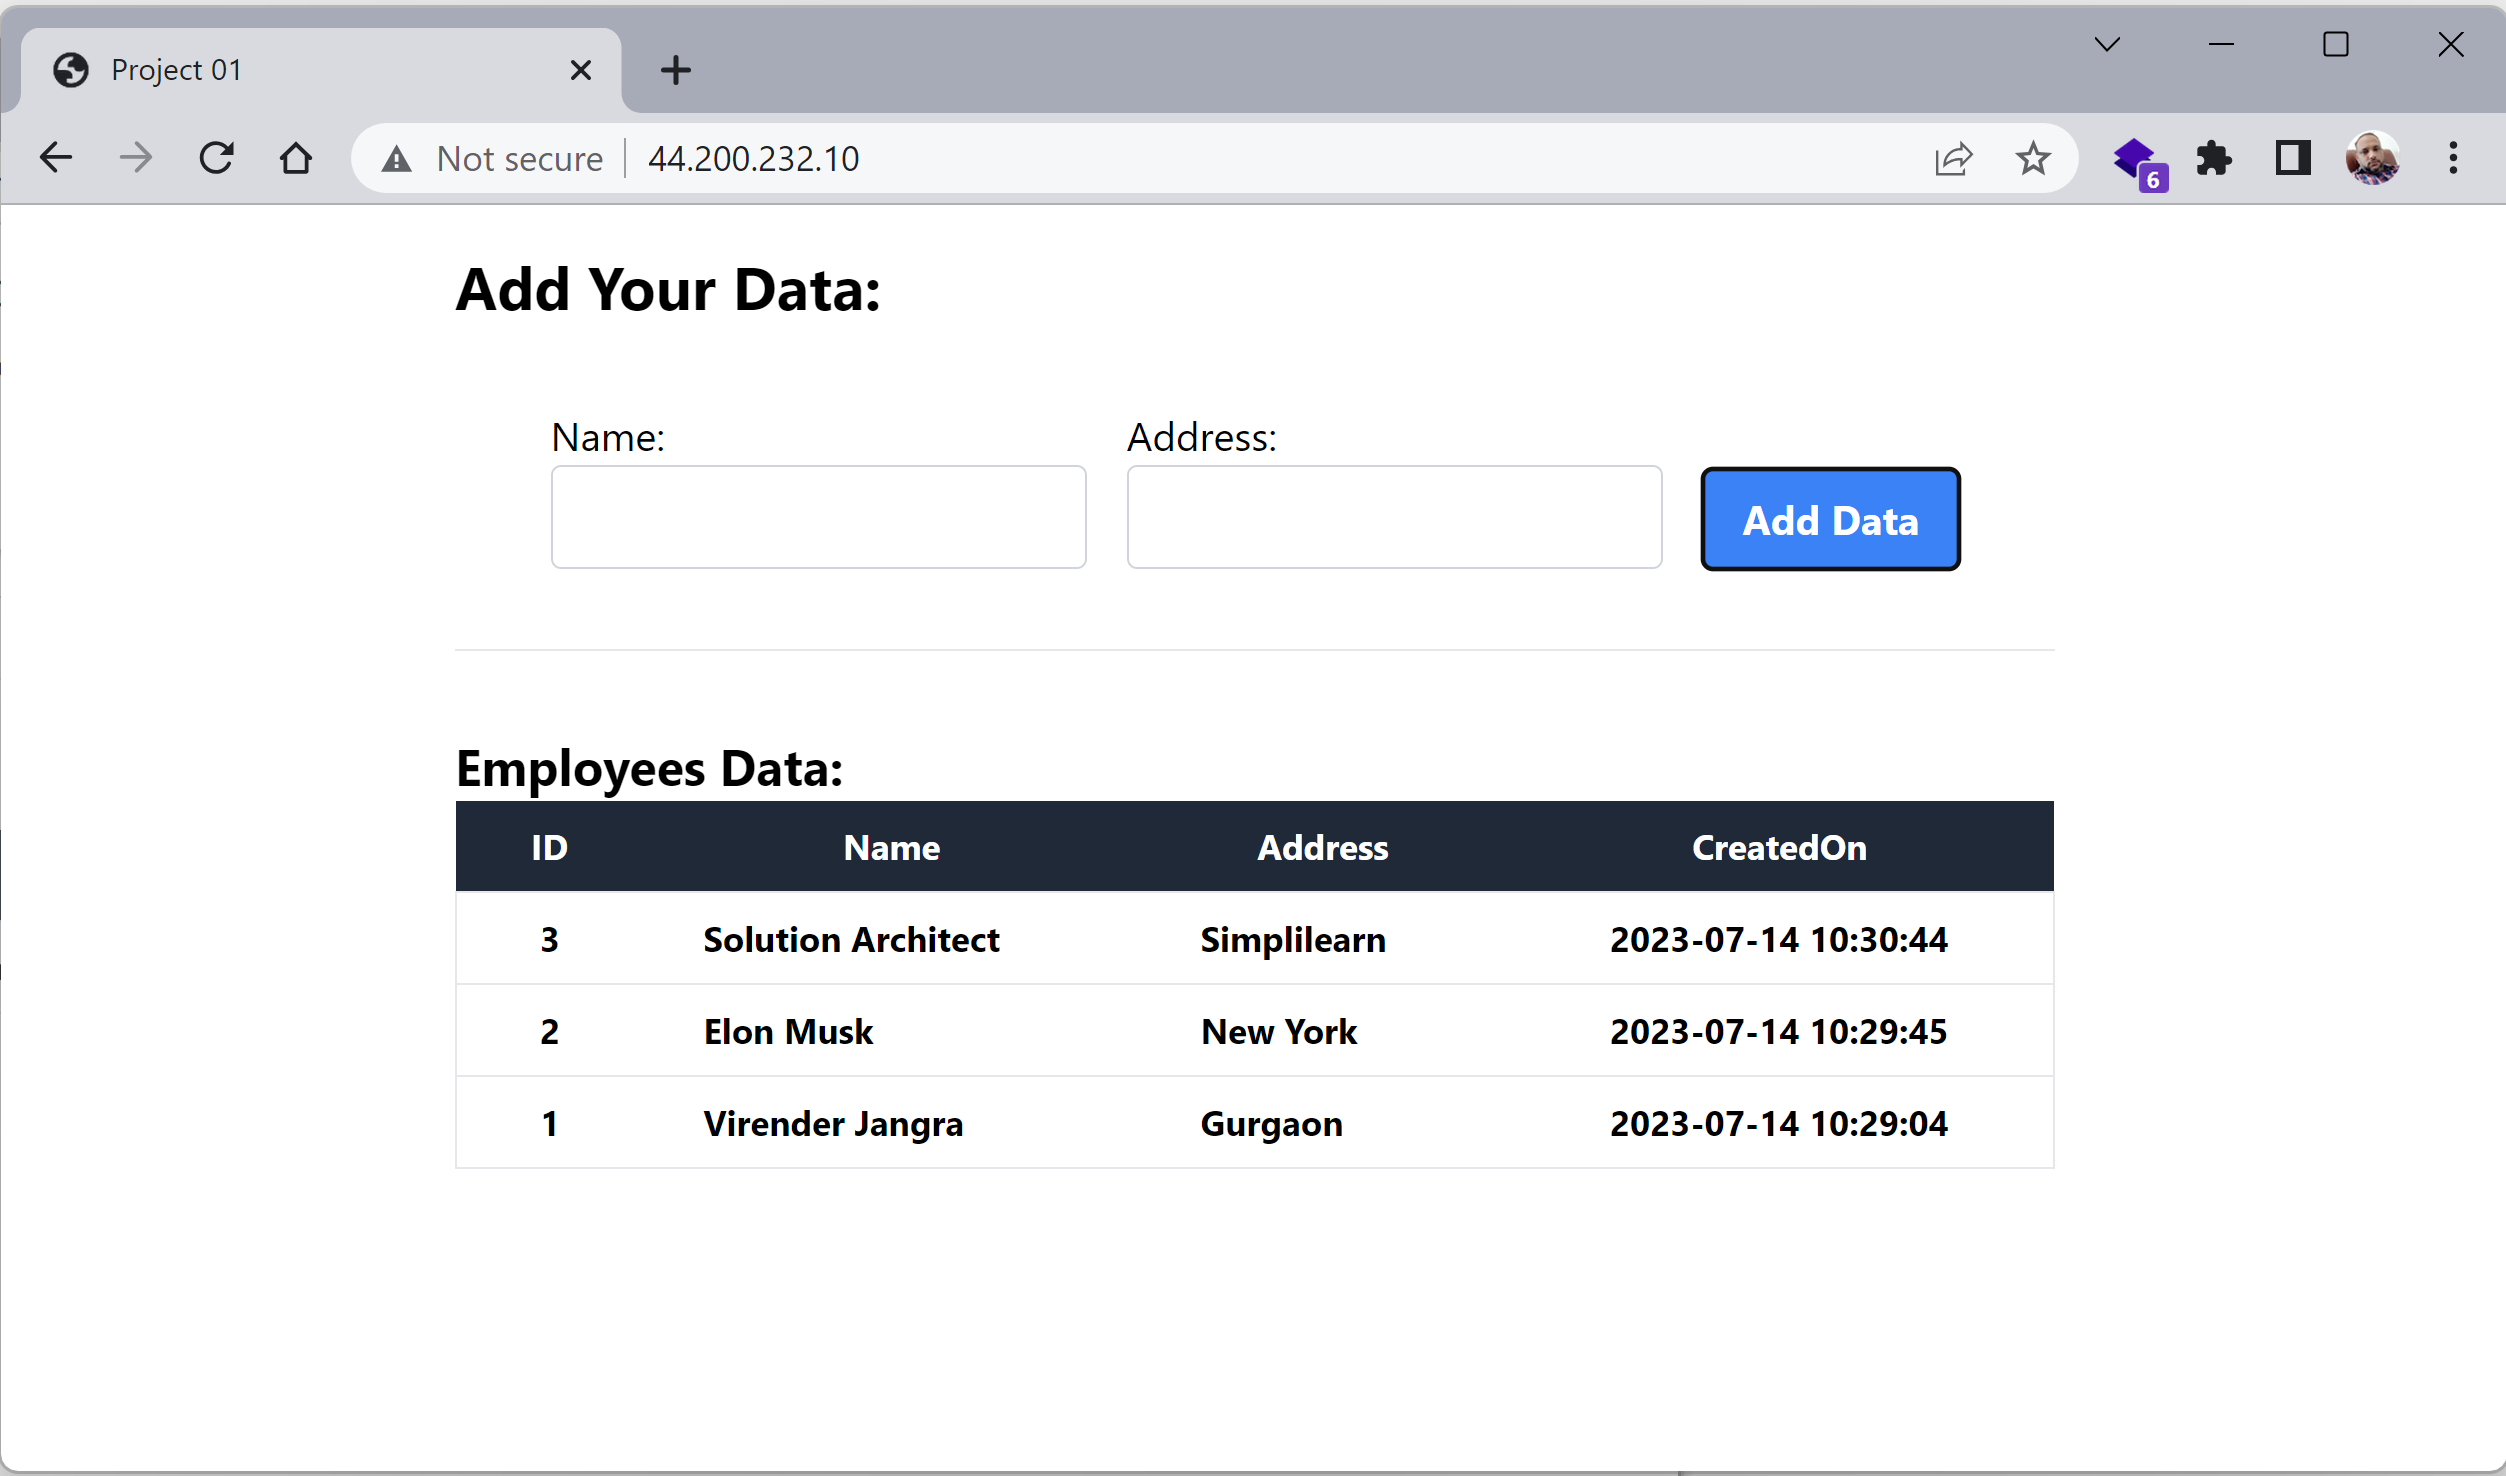 Project 01
Not secure 44.200.232.10
6
Add Your Data:
Name: Address:
Add Data
Employees Data:
ID Name Address CreatedOn
3 Solution Architect Simplilearn 2023-07-14 10:30:44
2 Elon Musk New York 2023-07-14 10:29:45
1 Virender Jangra Gurgaon 2023-07-14 10:29:04